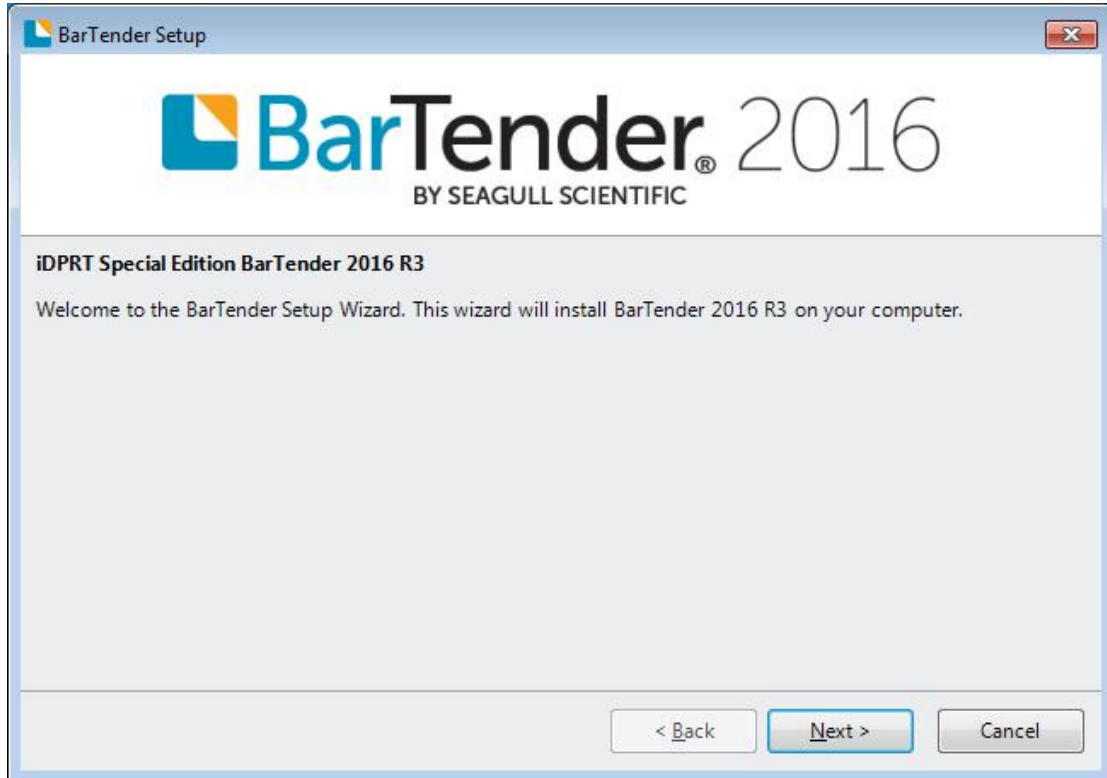 BarTender Setup
BarTender® 2016
BY SEAGULL SCIENTIFIC
iDPRT Special Edition BarTender 2016 R3
Welcome to the BarTender Setup Wizard. This wizard will install BarTender 2016 R3 on your computer.
< Back Next > Cancel